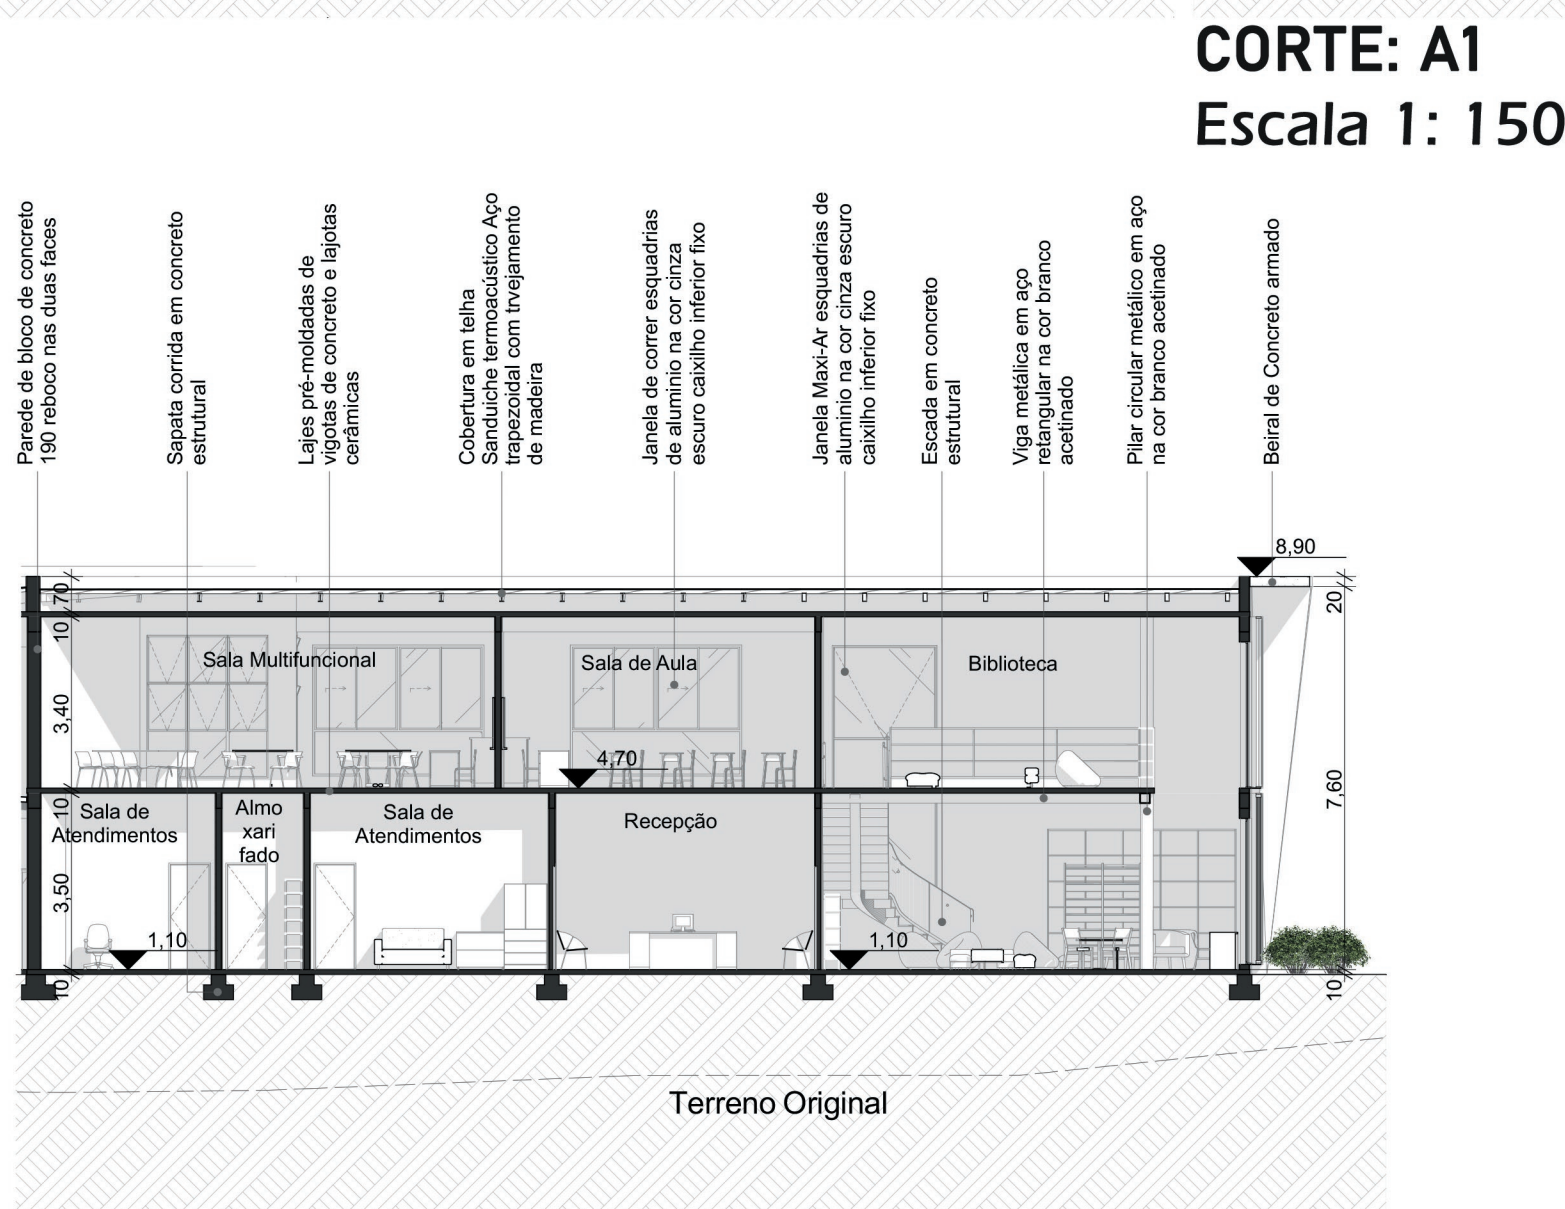 CORTE: A1
Escala 1: 150
Parede de bloco de concreto
190 reboco nas duas faces
Sapata corrida em concreto
estrutural
Lajes pré-moldadas de
vigotas de concreto e lajotas
cerâmicas
Cobertura em telha
Sanduiche termoacústico Aço
trapezoidal com trvejamento
de madeira
Janela de correr esquadrias
de aluminio na cor cinza
escuro caixilho inferior fixo
Janela Maxi-Ar esquadrias de
aluminio na cor cinza escuro
caixilho inferior fixo
Escada em concreto
estrutural
Viga metálica em aço
retangular na cor branco
acetinado
Pilar circular metálico em aço
na cor branco acetinado
Beiral de Concreto armado
8,90
70
20
10
Sala Multifuncional
Sala de Aula
Biblioteca
3,40
4,70
7,60
10
Sala de
Atendimentos
Almo
xari
fado
Sala de
Atendimentos
Recepção
3,50
1,10
1,10
10
10
Terreno Original